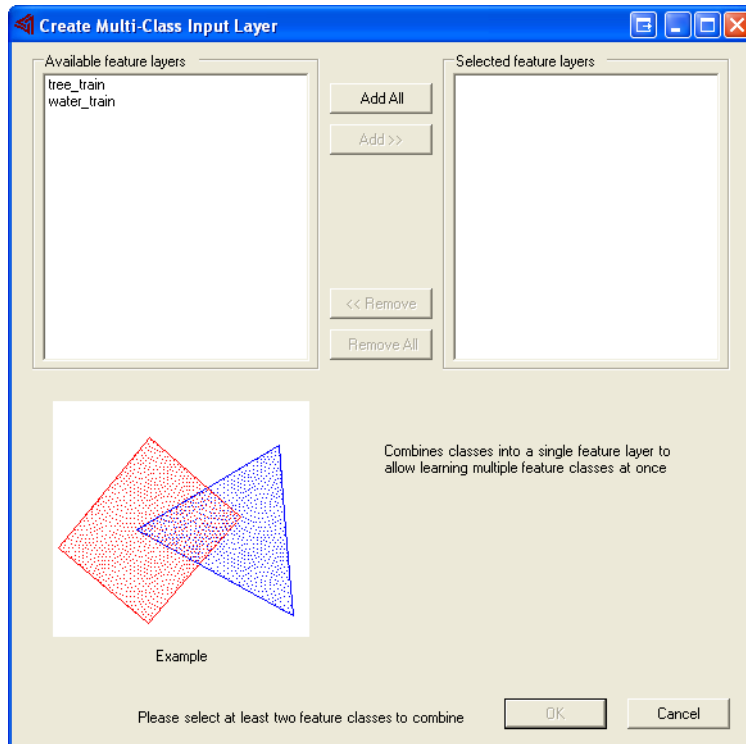 Create Multi-Class Input Layer
Available feature layers
tree_train
water_train
Add All
Add >>
<< Remove
Remove All
Selected feature layers
Combines classes into a single feature layer to
allow learning multiple feature classes at once
Example
Please select at least two feature classes to combine
OK
Cancel